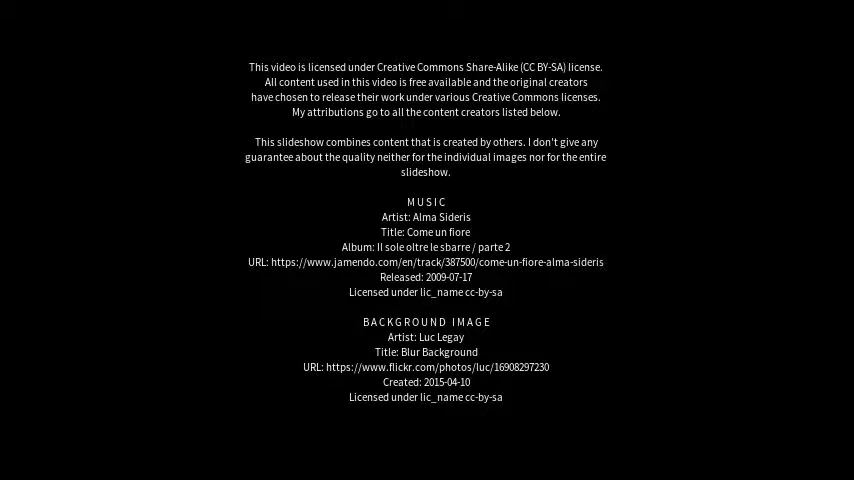 This video is licensed under Creative Commons Share-Alike (CC BY-SA) license.
All content used in this video is free available and the original creators
have chosen to release their work under various Creative Commons licenses.
My attributions go to all the content creators listed below.
This slideshow combines content that is created by others. I don't give any
guarantee about the quality neither for the individual images nor for the entire
slideshow.
MUSIC
Artist: Alma Sideris
Title: Come un fiore
Album: Il sole oltre le sbarre / parte 2
URL: https://www.jamendo.com/en/track/387500/come-un-fiore-alma-sideris
Released: 2009-07-17
Licensed under lic_name cc-by-sa
BACKGROUND IMAGE
Artist: Luc Legay
Title: Blur Background
URL: https://www.flickr.com/photos/luc/16908297230
Created: 2015-04-10
Licensed under lic_name cc-by-sa